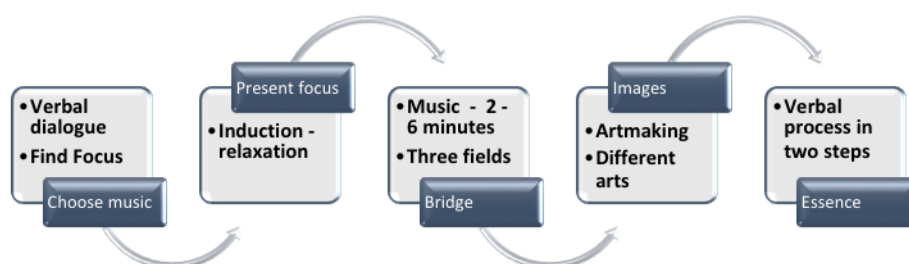 • Verbal
dialogue
• Find Focus
Choose music
Present focus
• Induction -
relaxation
• Music - 2 -
6 minutes
• Three fields
Bridge
Images
• Artmaking
• Different
arts
• Verbal
process in
two steps
Essence